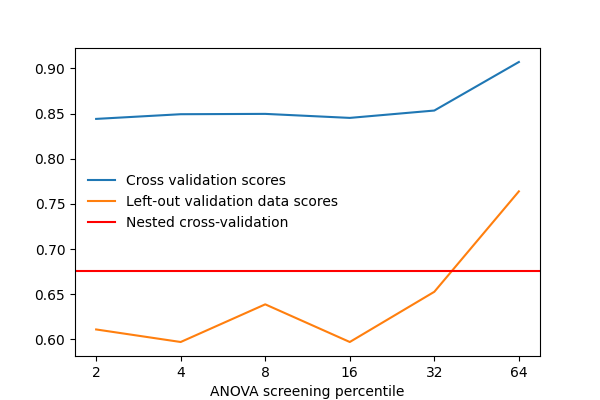 0.90
0.85
0.80
0.75
0.70
0.65
0.60
Cross validation scores
Left-out validation data scores
Nested cross-validation
2 4 8 16 32 64
ANOVA screening percentile